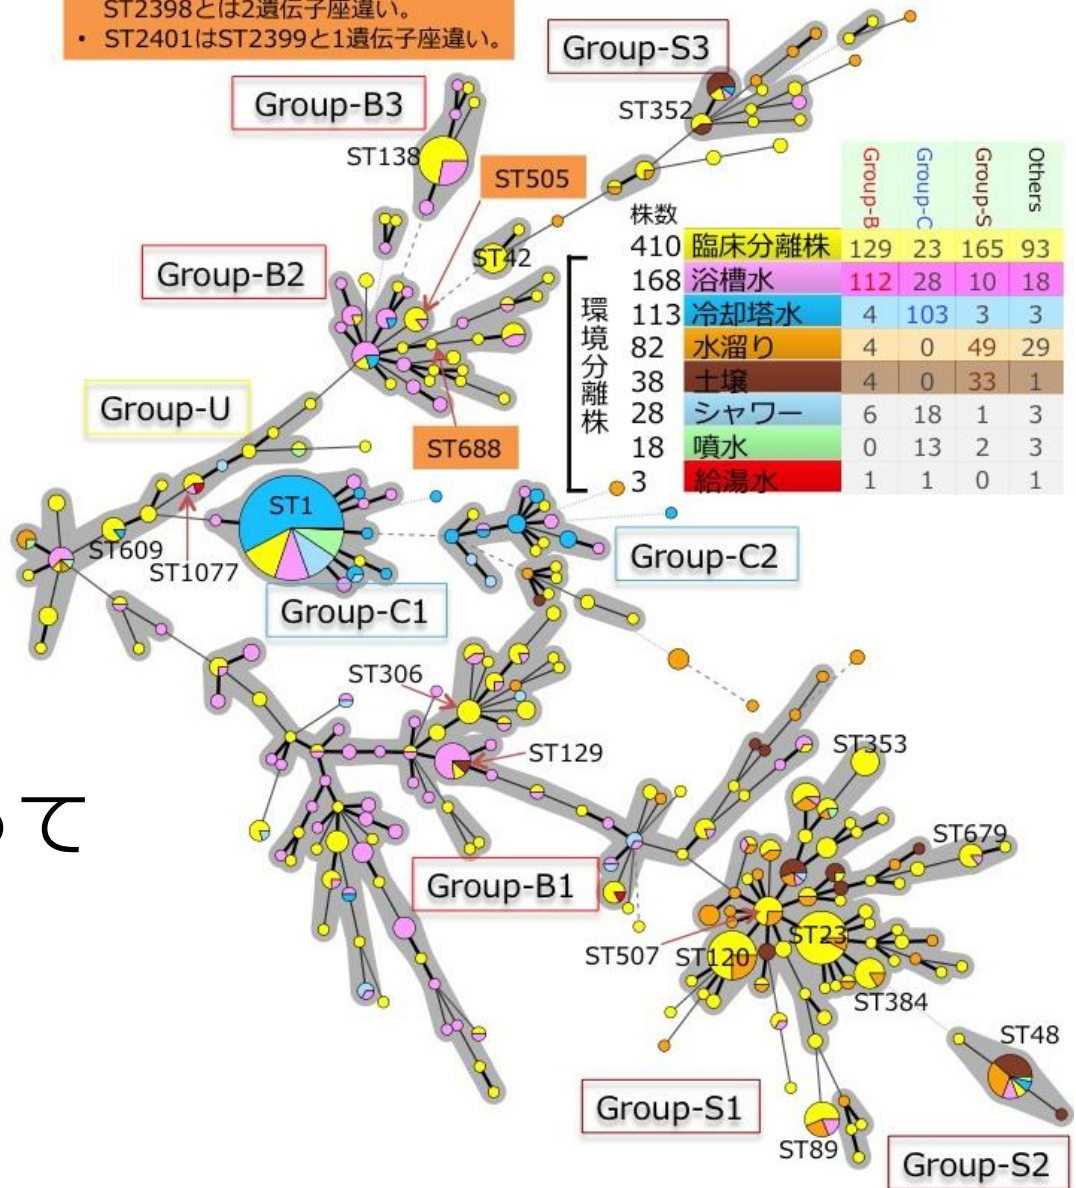 ST2398とは2遺伝子座違い。
• ST2401はST2399と1遺伝子座違い。
Group-S3
Group-B3
ST352
ST138
ST505
Group-B Group-C Group-S Others
株数
410 臨床分離株 129 23 165 93
168 浴槽水 112 28 10 18
113 冷却塔水 4 103 3 3
82 水溜り 4 0 49 29
38 土壌 4 0 33 1
28 シャワー 6 18 1 3
18 噴水 0 13 2 3
3 給湯水 1 1 0 1
環境分離株
ST42
Group-B2
Group-U
ST688
ST1
ST609
ST1077
Group-C2
Group-C1
ST306
ST129
ST353
って
ST679
Group-B1
ST507
ST120
ST23
ST384
ST48
Group-S1
ST89
Group-S2